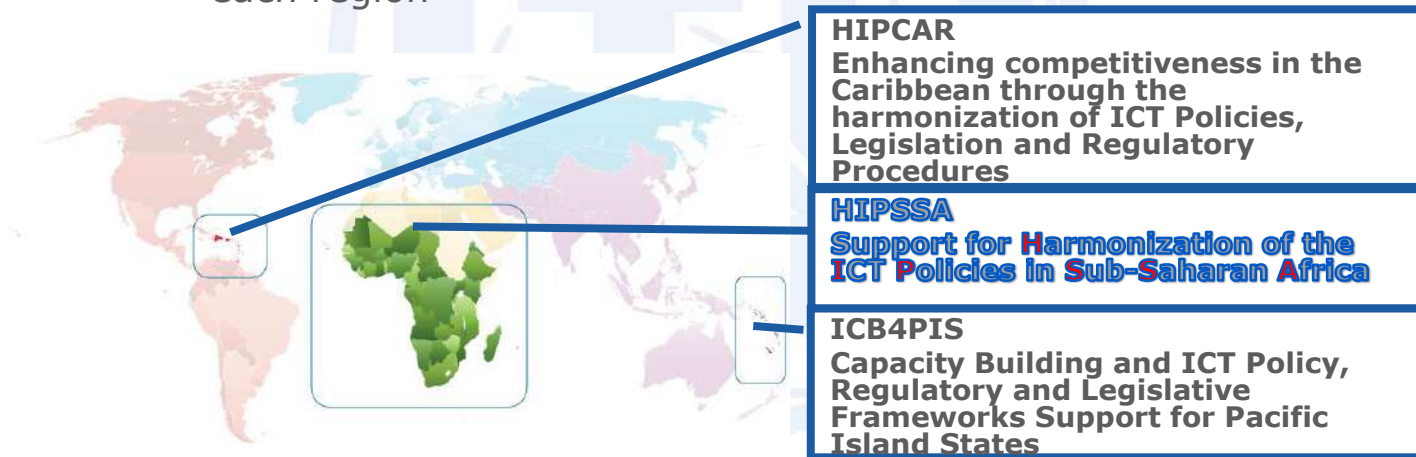 each region
HIPCAR
Enhancing competitiveness in the
Caribbean through the
harmonization of ICT Policies,
Legislation and Regulatory
Procedures
HIPSSA
Support for Harmonization of the
ICT Policies in Sub-Saharan Africa
ICB4PIS
Capacity Building and ICT Policy,
Regulatory and Legislative
Frameworks Support for Pacific
Island States